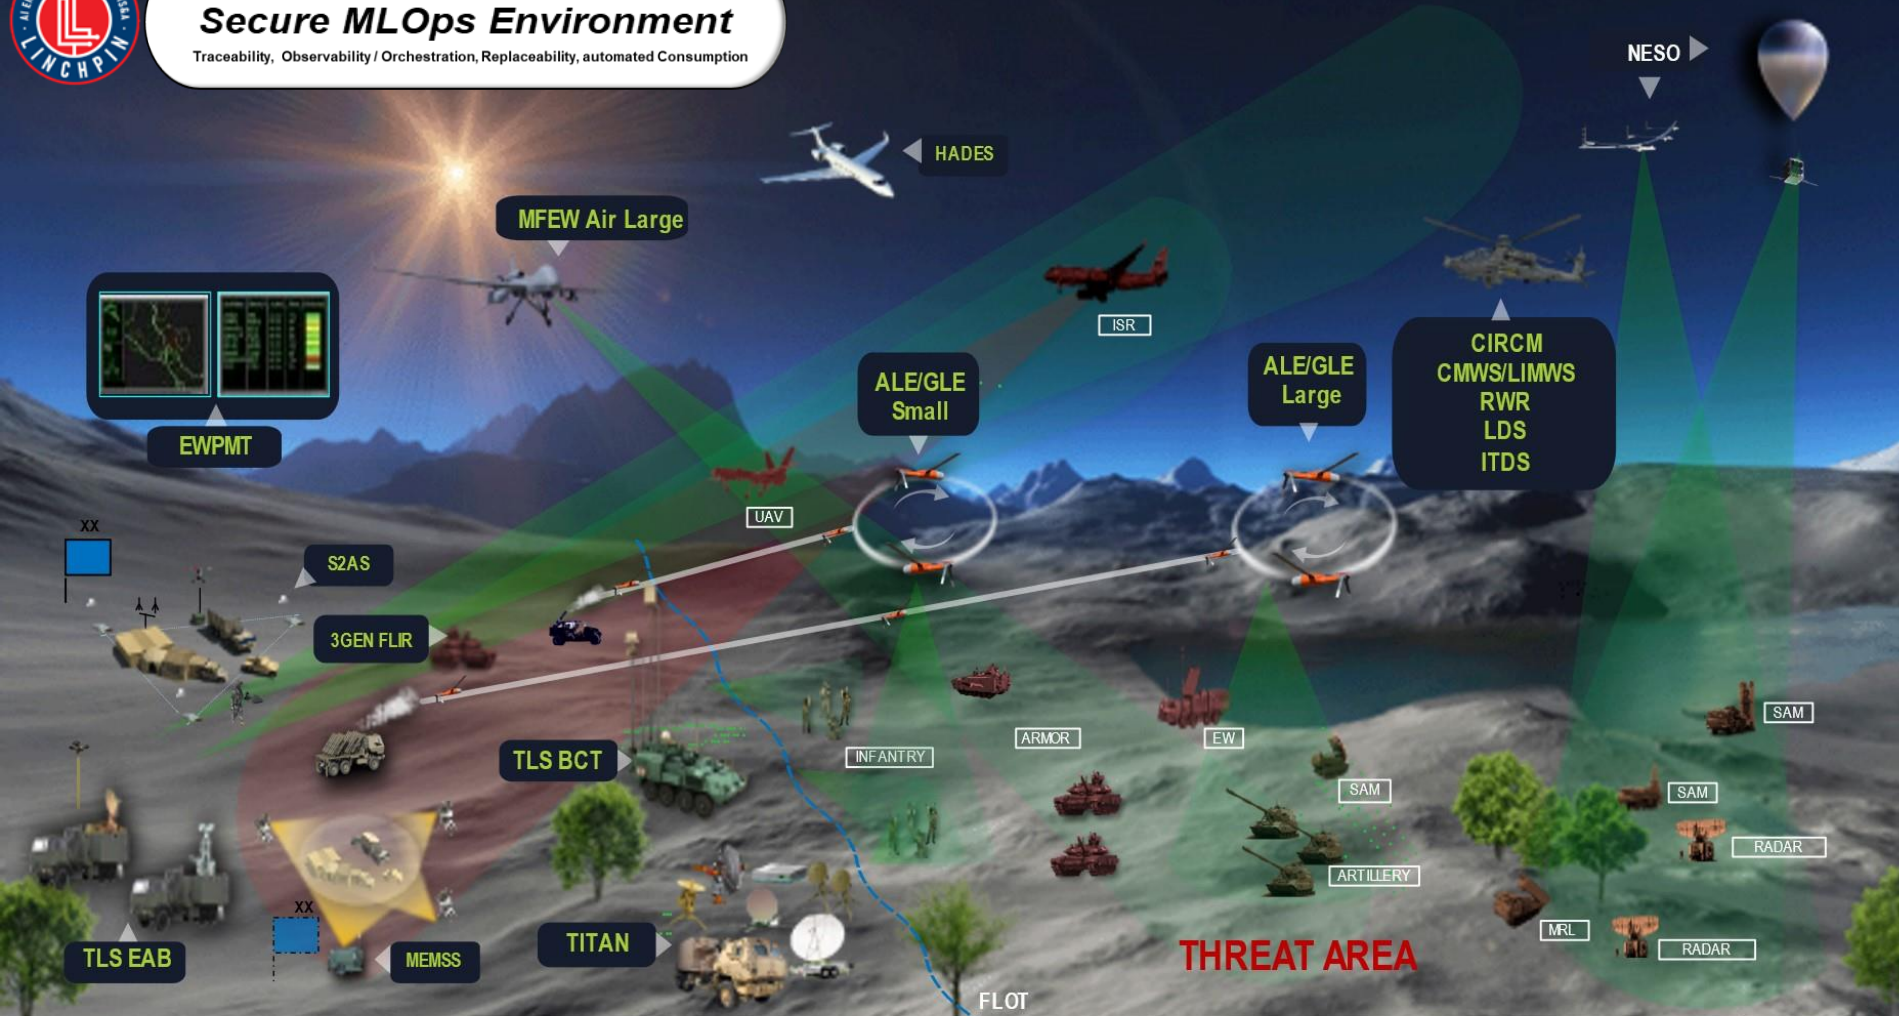 LINCHPIN
Secure MLOps Environment
Traceability, Observability / Orchestration, Replaceability, automated Consumption
NESO
HADES
MFEW Air Large
ISR
CIRCM
CMWS/LIMWS
RWR
LDS
ITDS
ALE/GLE
Small
ALE/GLE
Large
EWPMT
UAV
XX
S2AS
3GEN FLIR
TLS BCT
INFANTRY
ARMOR
EW
SAM
SAM
SAM
RADAR
ARTILLERY
XX
MRL
RADAR
TLS EAB
MEMSS
TITAN
THREAT AREA
FLOT